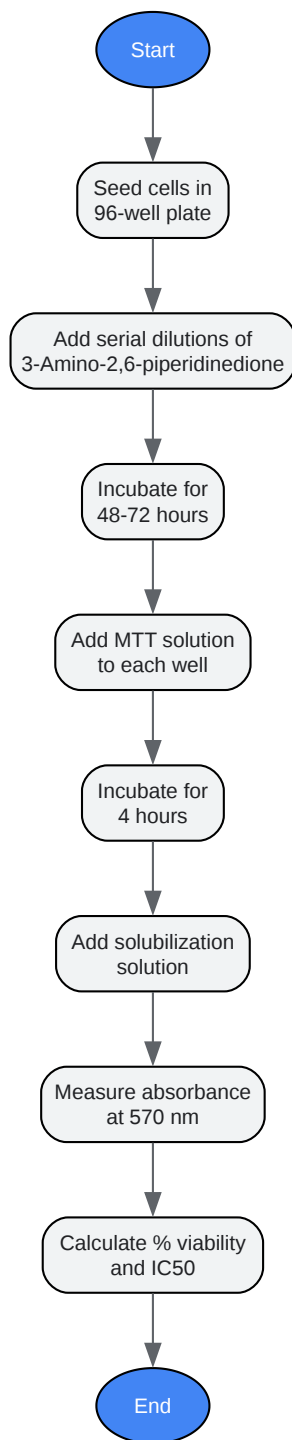 Start
Seed cells in
96-well plate
Add serial dilutions of
3-Amino-2,6-piperidinedione
Incubate for
48-72 hours
Add MTT solution
to each well
Incubate for
4 hours
Add solubilization
solution
Measure absorbance
at 570 nm
Calculate % viability
and IC50
End